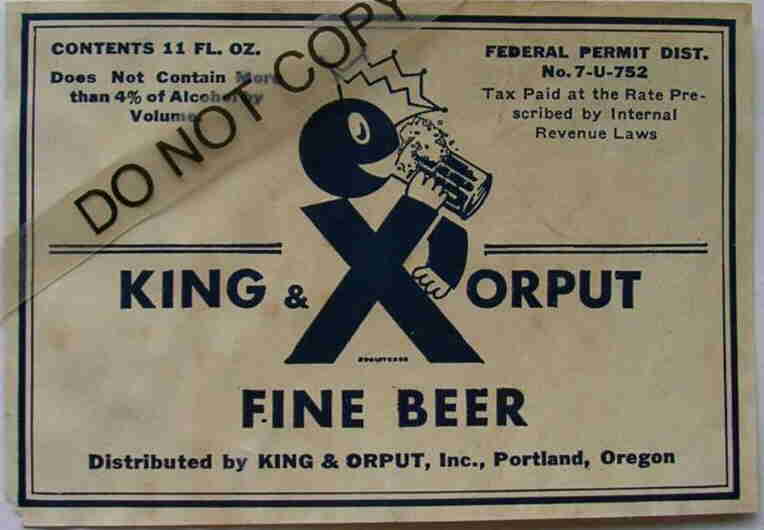 CONTENTS 11 FL. OZ.
Does Not Contain More
than 4% of Alcohol by
Volume
DO NOT COPY
FEDERAL PERMIT DIST.
No. 7-U-752
Tax Paid at the Rate Pre-
scribed by Internal
Revenue Laws
KING & X ORPUT
FINE BEER
Distributed by KING & ORPUT, Inc., Portland, Oregon